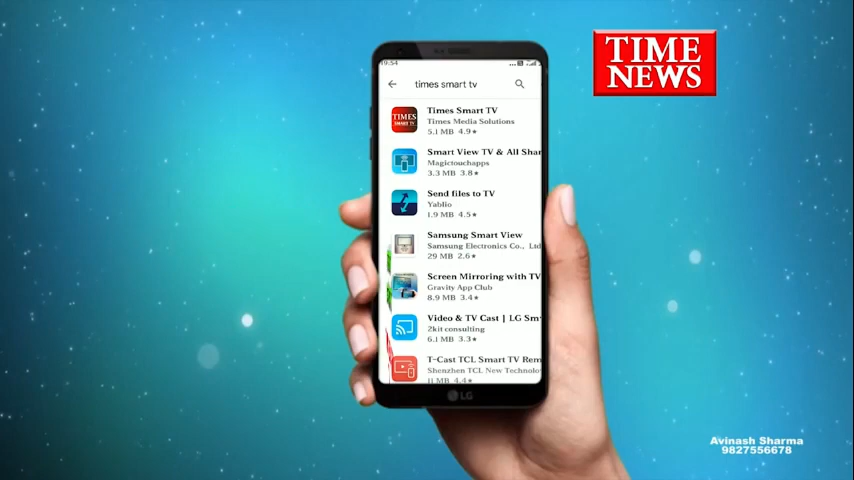 TIME
NEWS
19:54
times smart tv
TIMES
SMART TV
Times Smart TV
Times Media Solutions
5.1 MB 4.9★
Smart View TV & All Shar
Magictouchapps
3.3 MB 3.8★
Send files to TV
Yablio
1.9 MB 4.5★
Samsung Smart View
Samsung Electronics Co., Ltd
29 MB 2.6★
Screen Mirroring with TV
Gravity App Club
8.9 MB 3.4★
Video & TV Cast | LG Sm
2kit consulting
6.1 MB 3.3★
T-Cast TCL Smart TV Rem
Shenzhen TCL New Technolo
11 MB 4.4★
LG
Avinash Sharma
9827556678